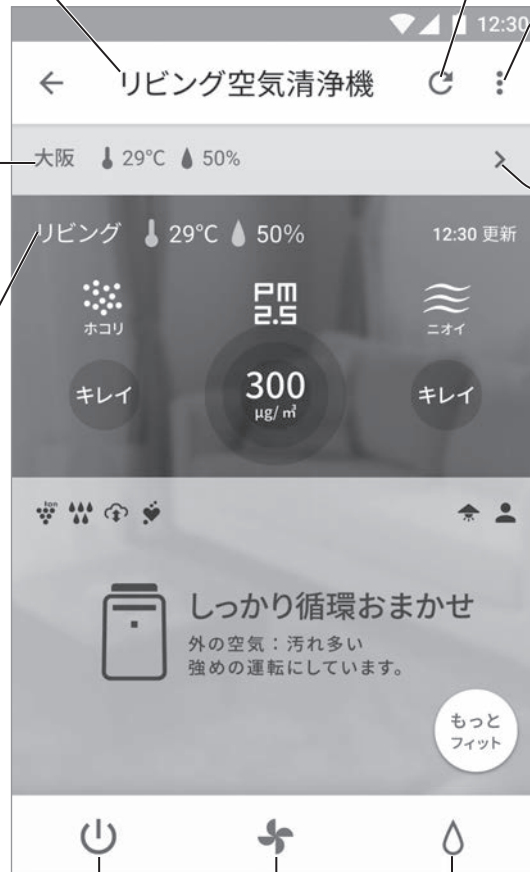 12:30
リビング空気清浄機
大阪 29℃ 50%
リビング 29℃ 50% 12:30 更新
PM
2.5
ホコリ ニオイ
キレイ 300 キレイ
μg/㎥
Ion
しっかり循環おまかせ
外の空気：汚れ多い
強めの運転にしています。
もっと
フィット